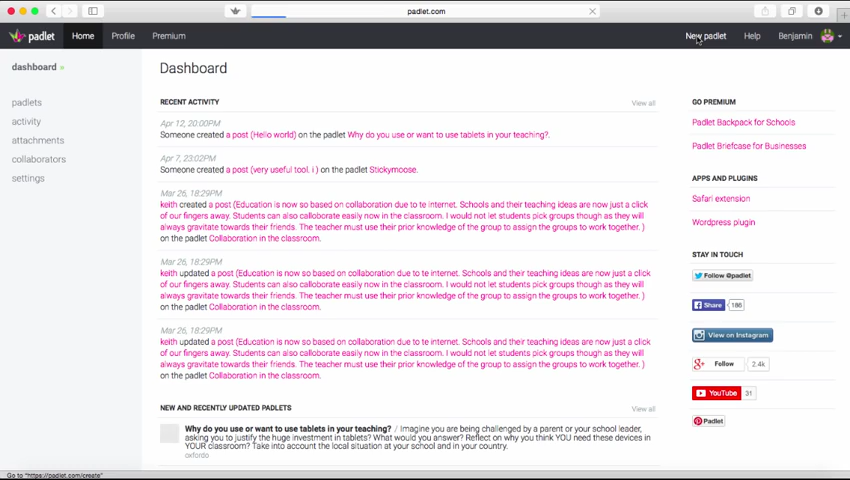 padlet.com
padlet Home Profile Premium New padlet Help Benjamin
dashboard
padlets
activity
attachments
collaborators
settings
Dashboard
RECENT ACTIVITY View all
Apr 12, 20:00PM
Someone created a post (Hello world) on the padlet Why do you use or want to use tablets in your teaching?.
Apr 7, 23:02PM
Someone created a post (very useful tool. i ) on the padlet Stickymoose.
Mar 26, 18:29PM
keith created a post (Education is now so based on collaboration due to te internet. Schools and their teaching ideas are now just a click
of our fingers away. Students can also calloborate easily now in the classroom. I would not let students pick groups though as they will
always gravitate towards their friends. The teacher must use their prior knowledge of the group to assign the groups to work together. )
on the padlet Collaboration in the classroom.
Mar 26, 18:29PM
keith updated a post (Education is now so based on collaboration due to te internet. Schools and their teaching ideas are now just a click
of our fingers away. Students can also calloborate easily now in the classroom. I would not let students pick groups though as they will
always gravitate towards their friends. The teacher must use their prior knowledge of the group to assign the groups to work together. )
on the padlet Collaboration in the classroom.
Mar 26, 18:29PM
keith updated a post (Education is now so based on collaboration due to te internet. Schools and their teaching ideas are now just a click
of our fingers away. Students can also calloborate easily now in the classroom. I would not let students pick groups though as they will
always gravitate towards their friends. The teacher must use their prior knowledge of the group to assign the groups to work together. )
on the padlet Collaboration in the classroom.
NEW AND RECENTLY UPDATED PADLETS View all
Why do you use or want to use tablets in your teaching? / Imagine you are being challenged by a parent or your school leader,
asking you to justify the huge investment in tablets? What would you answer? Reflect on why you think YOU need these devices in
YOUR classroom? Take into account the local situation at your school and in your country.
oxfordo
GO PREMIUM
Padlet Backpack for Schools
Padlet Briefcase for Businesses
APPS AND PLUGINS
Safari extension
Wordpress plugin
STAY IN TOUCH
Follow @padlet
Share 186
View on Instagram
Follow 2.4k
YouTube 31
Padlet
Go to "https://padlet.com/create"